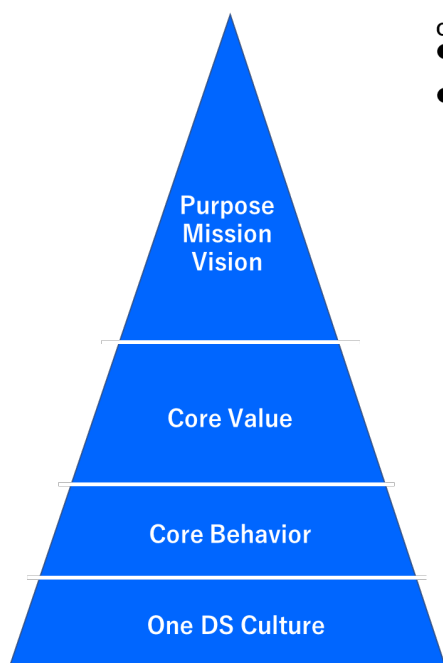 Purpose
Mission
Vision
Core Value
Core Behavior
One DS Culture